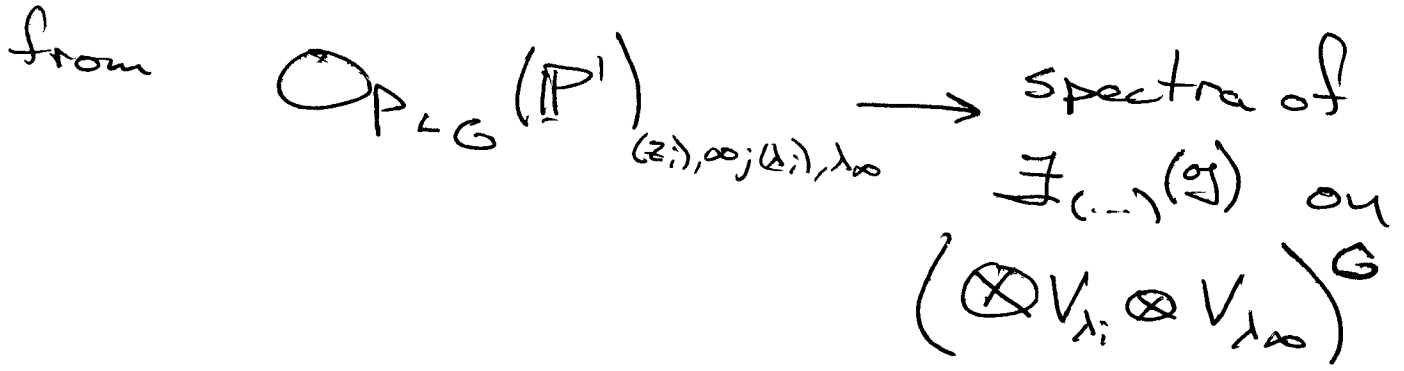 from Op_{ᴸG}(ℙ¹)_{(z_i),∞;(λ_i),λ_∞} → spectra of
𝒵_{(...)}(𝔤) on
(⊗V_{λ_i} ⊗ V_{λ_∞})^G